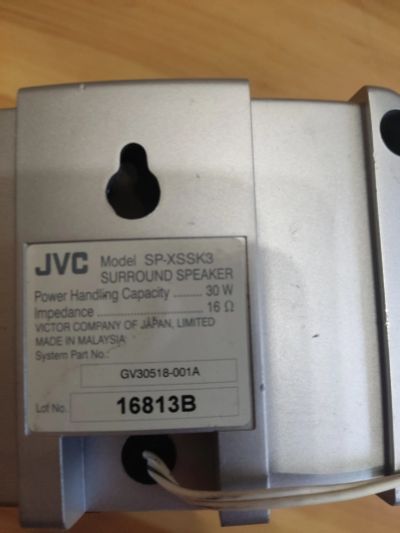 JVC Model SP-XSSK3
SURROUND SPEAKER
Power Handling Capacity ........ 30 W
Impedance ................................ 16 Ω
VICTOR COMPANY OF JAPAN, LIMITED
MADE IN MALAYSIA
System Part No.:
GV30518-001A
Lot No. 16813B